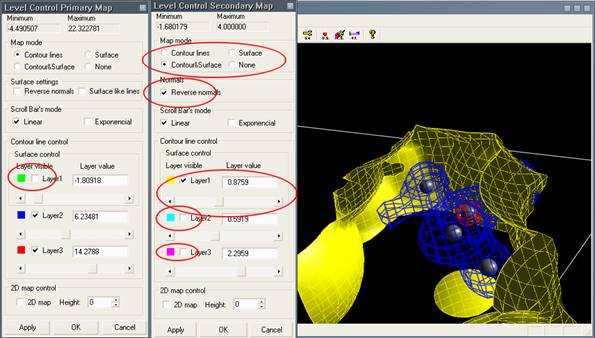 Level Control Primary Map
Minimum Maximum
-4.490507 22.322781
Map mode
Contour lines Surface
Contour&Surface None
Surface settings
Reverse normals Surface like lines
Scroll Bar's mode
Linear Exponencial
Contour line control
Surface control
Layer visible Layer value
Layer1 -1.80918
Layer2 6.23481
Layer3 14.2788
2D map control
2D map Height: 0
Apply OK Cancel
Level Control Secondary Map
Minimum Maximum
-1.680179 4.000000
Map mode
Contour lines Surface
Contour&Surface None
Normals
Reverse normals
Scroll Bar's mode
Linear Exponencial
Contour line control
Surface control
Layer visible Layer value
Layer1 0.8759
Layer2 0.5919
Layer3 2.2959
2D map control
2D map Height: 0
Apply OK Cancel